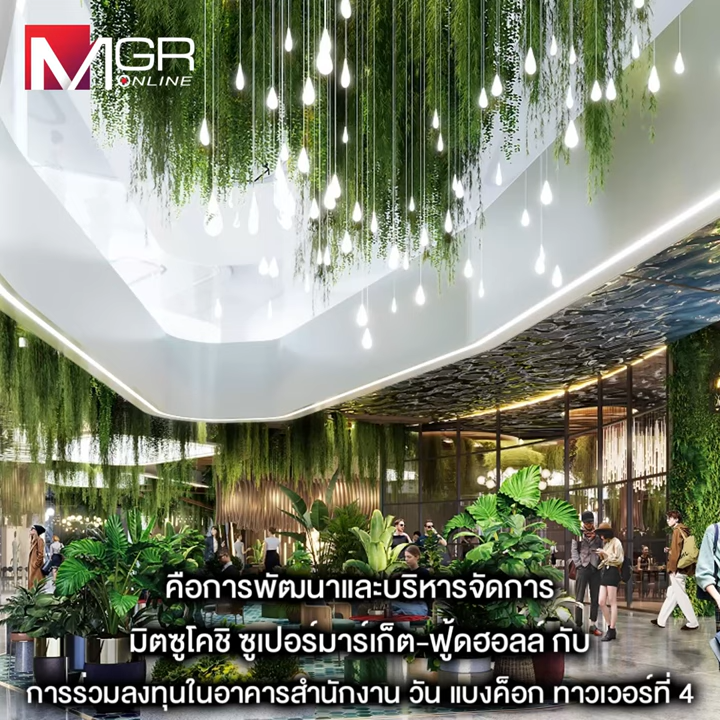 MGR
ONLINE
คือการพัฒนาและบริหารจัดการ
มิตซูโคชิ ซูเปอร์มาร์เก็ต-ฟู้ดฮอลล์ กับ
การร่วมลงทุนในอาคารสำนักงาน วัน แบงค็อก ทาวเวอร์ที่ 4